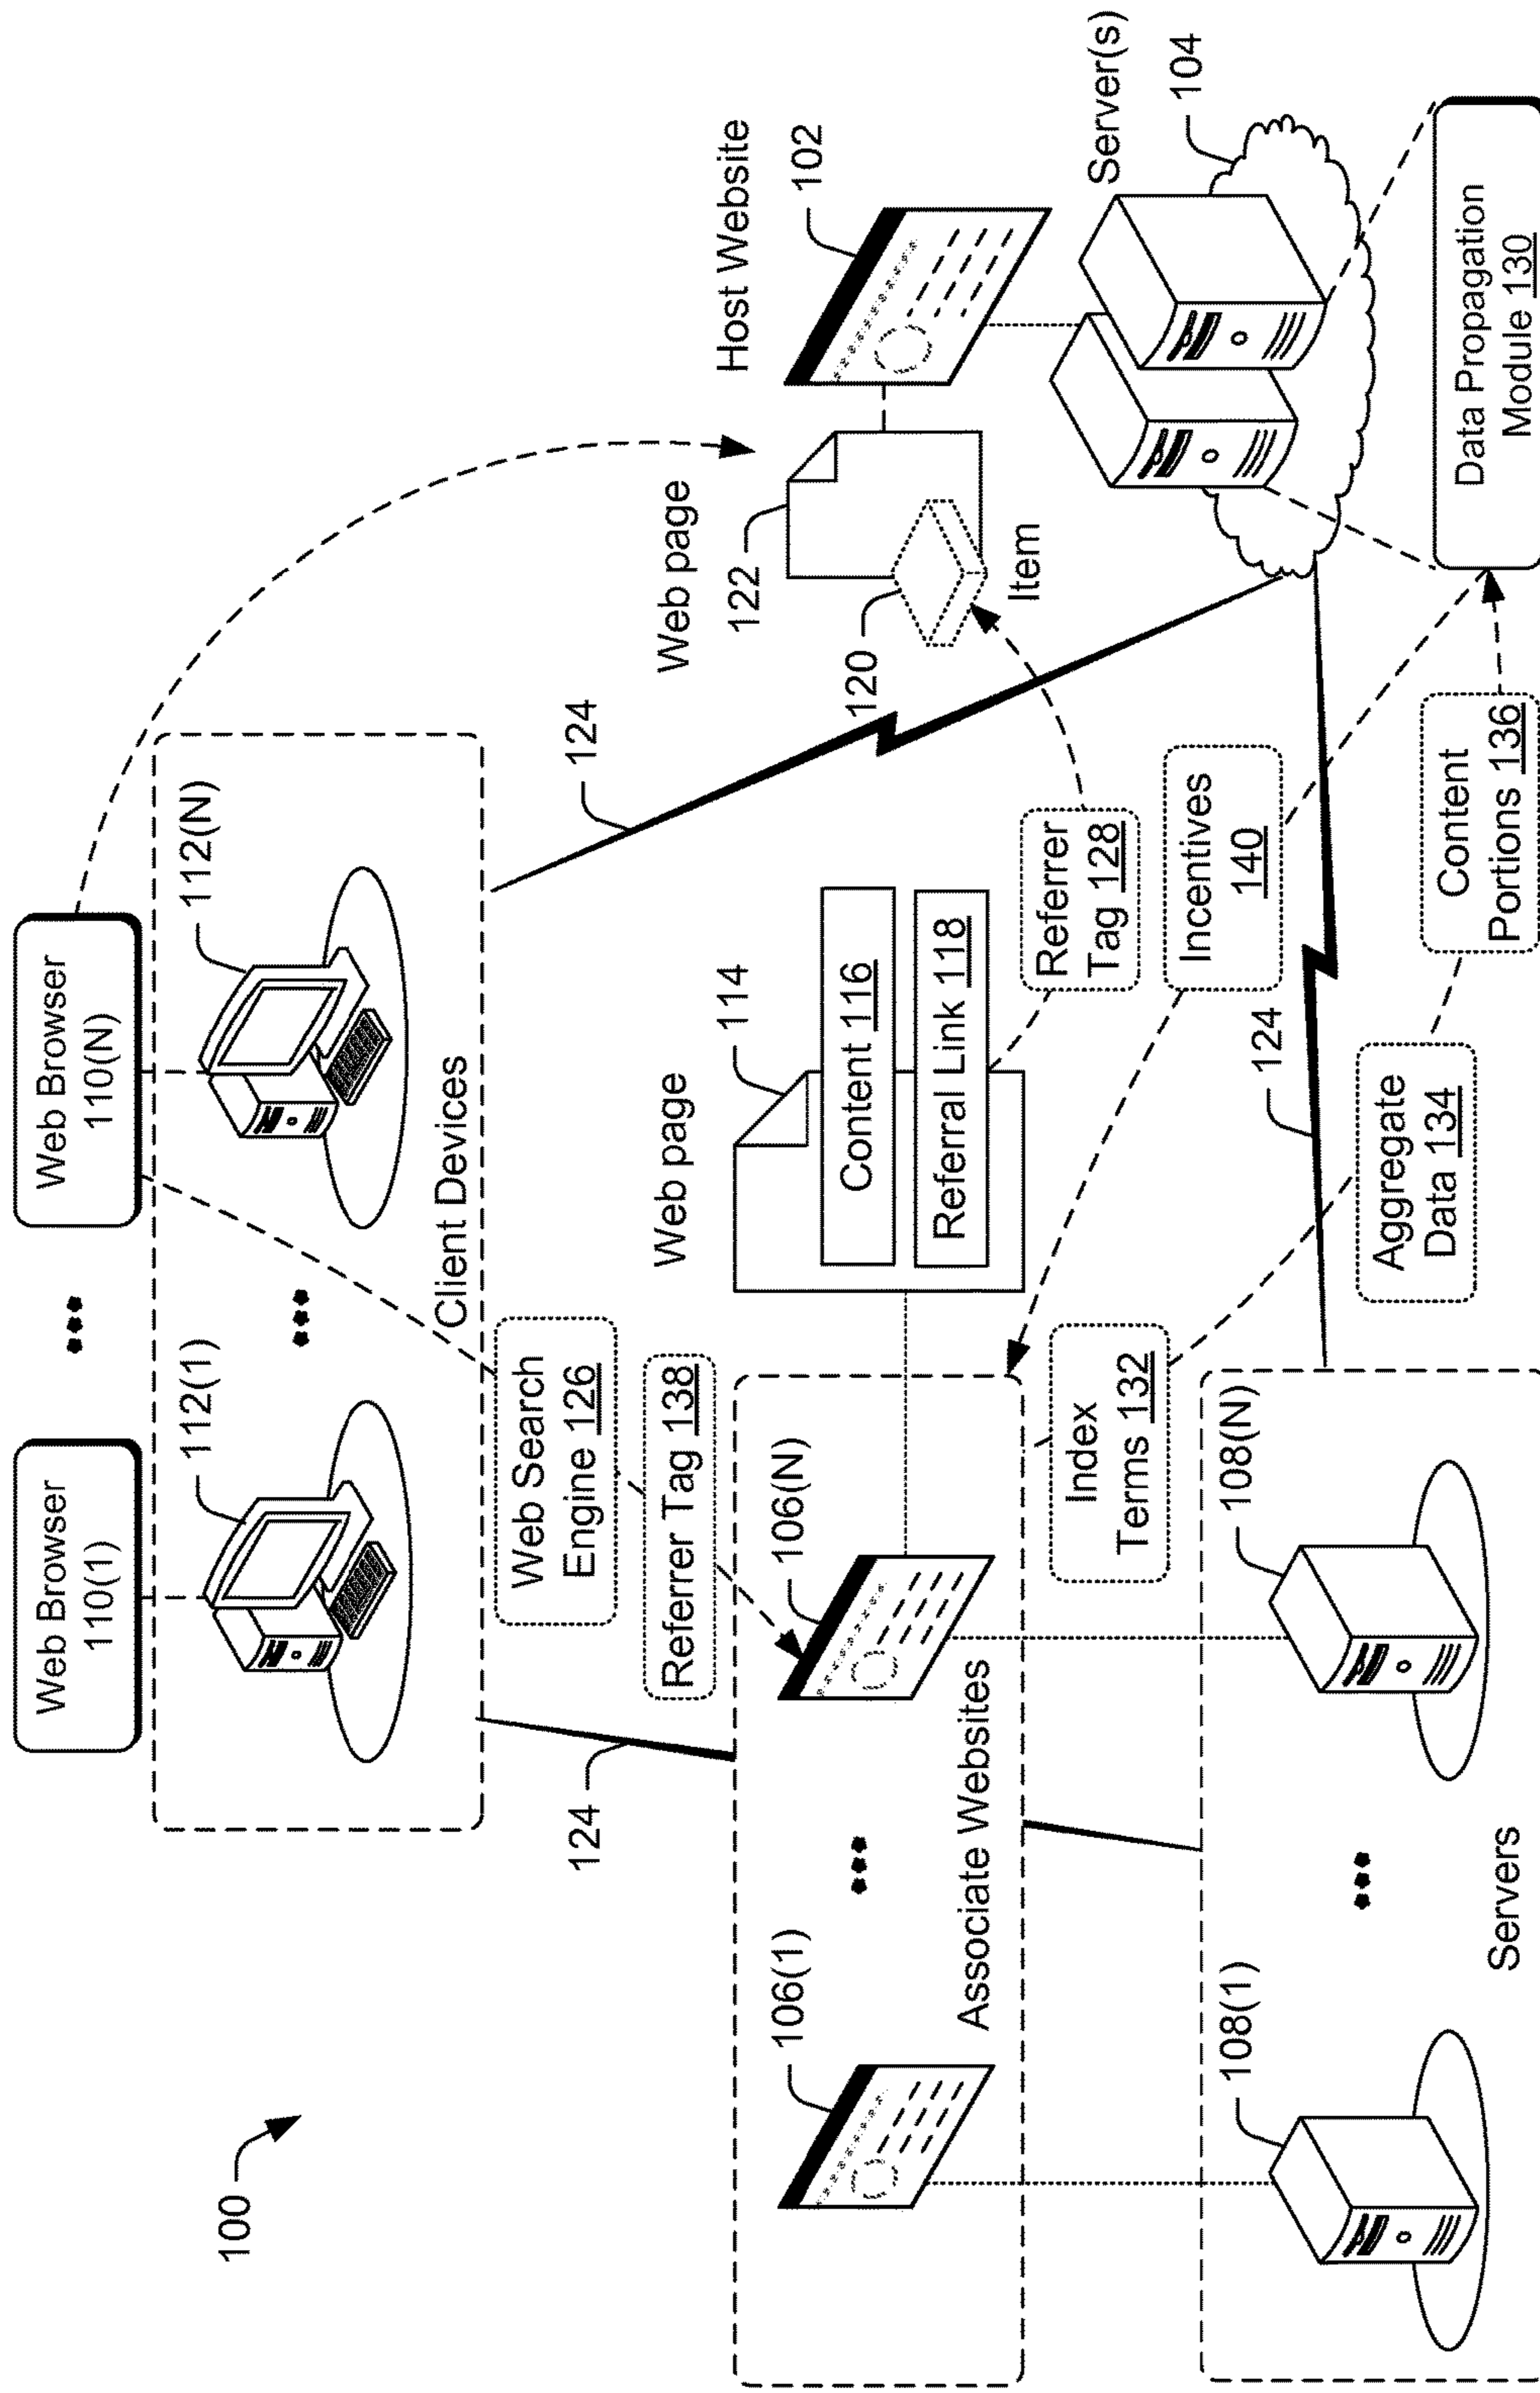 100
Web Browser
110(1)
Web Browser
110(N)
112(1)
112(N)
Client Devices
124
124
Web Search
Engine 126
Referrer Tag 138
Web page
114
Content 116
Referral Link 118
Web page
122
Host Website
102
120
Item
106(1)
106(N)
Associate Websites
Referrer
Tag 128
Server(s)
104
Index
Terms 132
Incentives
140
124
108(1)
108(N)
Servers
Aggregate
Data 134
Content
Portions 136
Data Propagation
Module 130